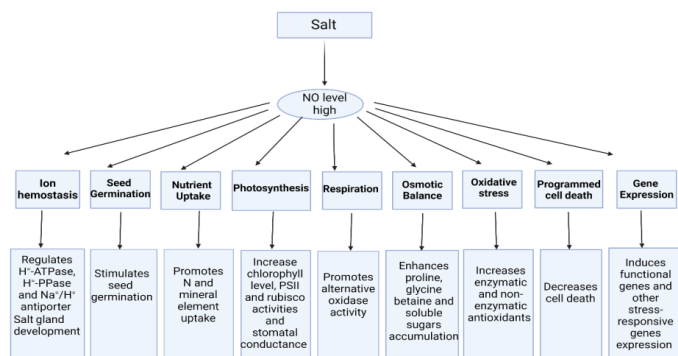 Salt
NO level
high
Ion
hemostasis
Seed
Germination
Nutrient
Uptake
Photosynthesis
Respiration
Osmotic
Balance
Oxidative
stress
Programmed
cell death
Gene
Expression
Regulates
H⁺-ATPase,
H⁺-PPase
and Na⁺/H⁺
antiporter
Salt gland
development
Stimulates
seed
germination
Promotes
N and
mineral
element
uptake
Increase
chlorophyll
level, PSII
and rubisco
activities
and
stomatal
conductance
Promotes
alternative
oxidase
activity
Enhances
proline,
glycine
betaine and
soluble
sugars
accumulation
Increases
enzymatic
and non-
enzymatic
antioxidants
Decreases
cell death
Induces
functional
genes and
other
stress-
responsive
genes
expression